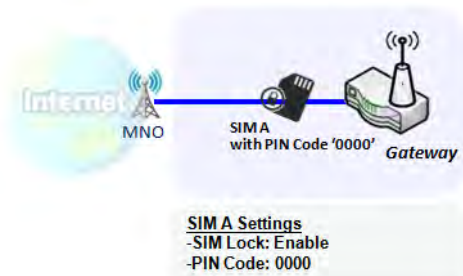 Internet
MNO
SIM A
with PIN Code '0000'
Gateway
SIM A Settings
-SIM Lock: Enable
-PIN Code: 0000